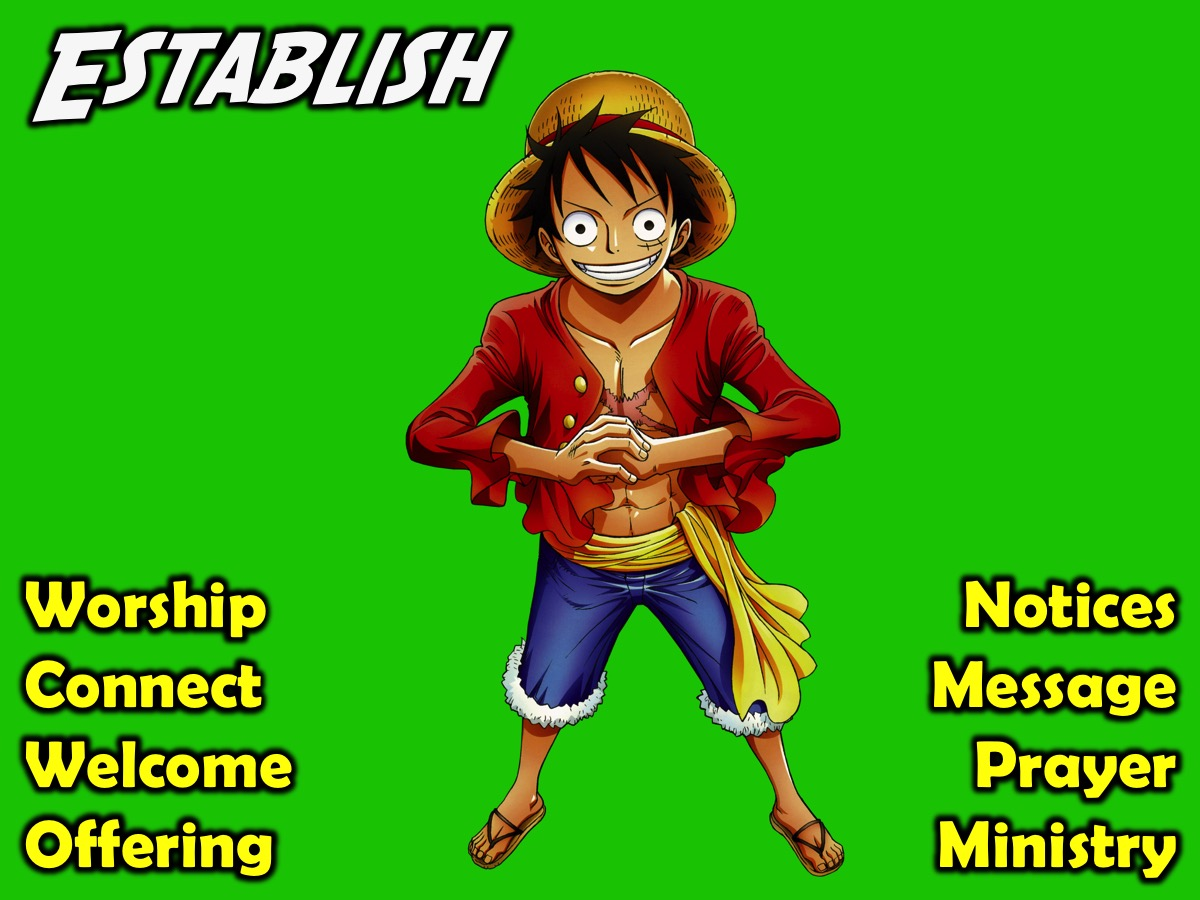 Establish
Worship
Connect
Welcome
Offering
Notices
Message
Prayer
Ministry